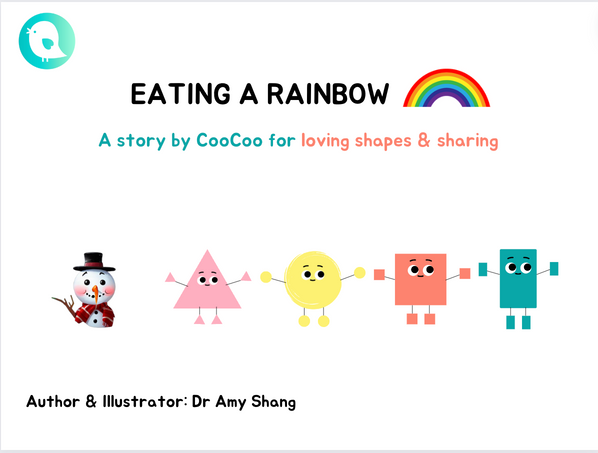 EATING A RAINBOW
A story by CooCoo for loving shapes & sharing
Author & Illustrator: Dr Amy Shang